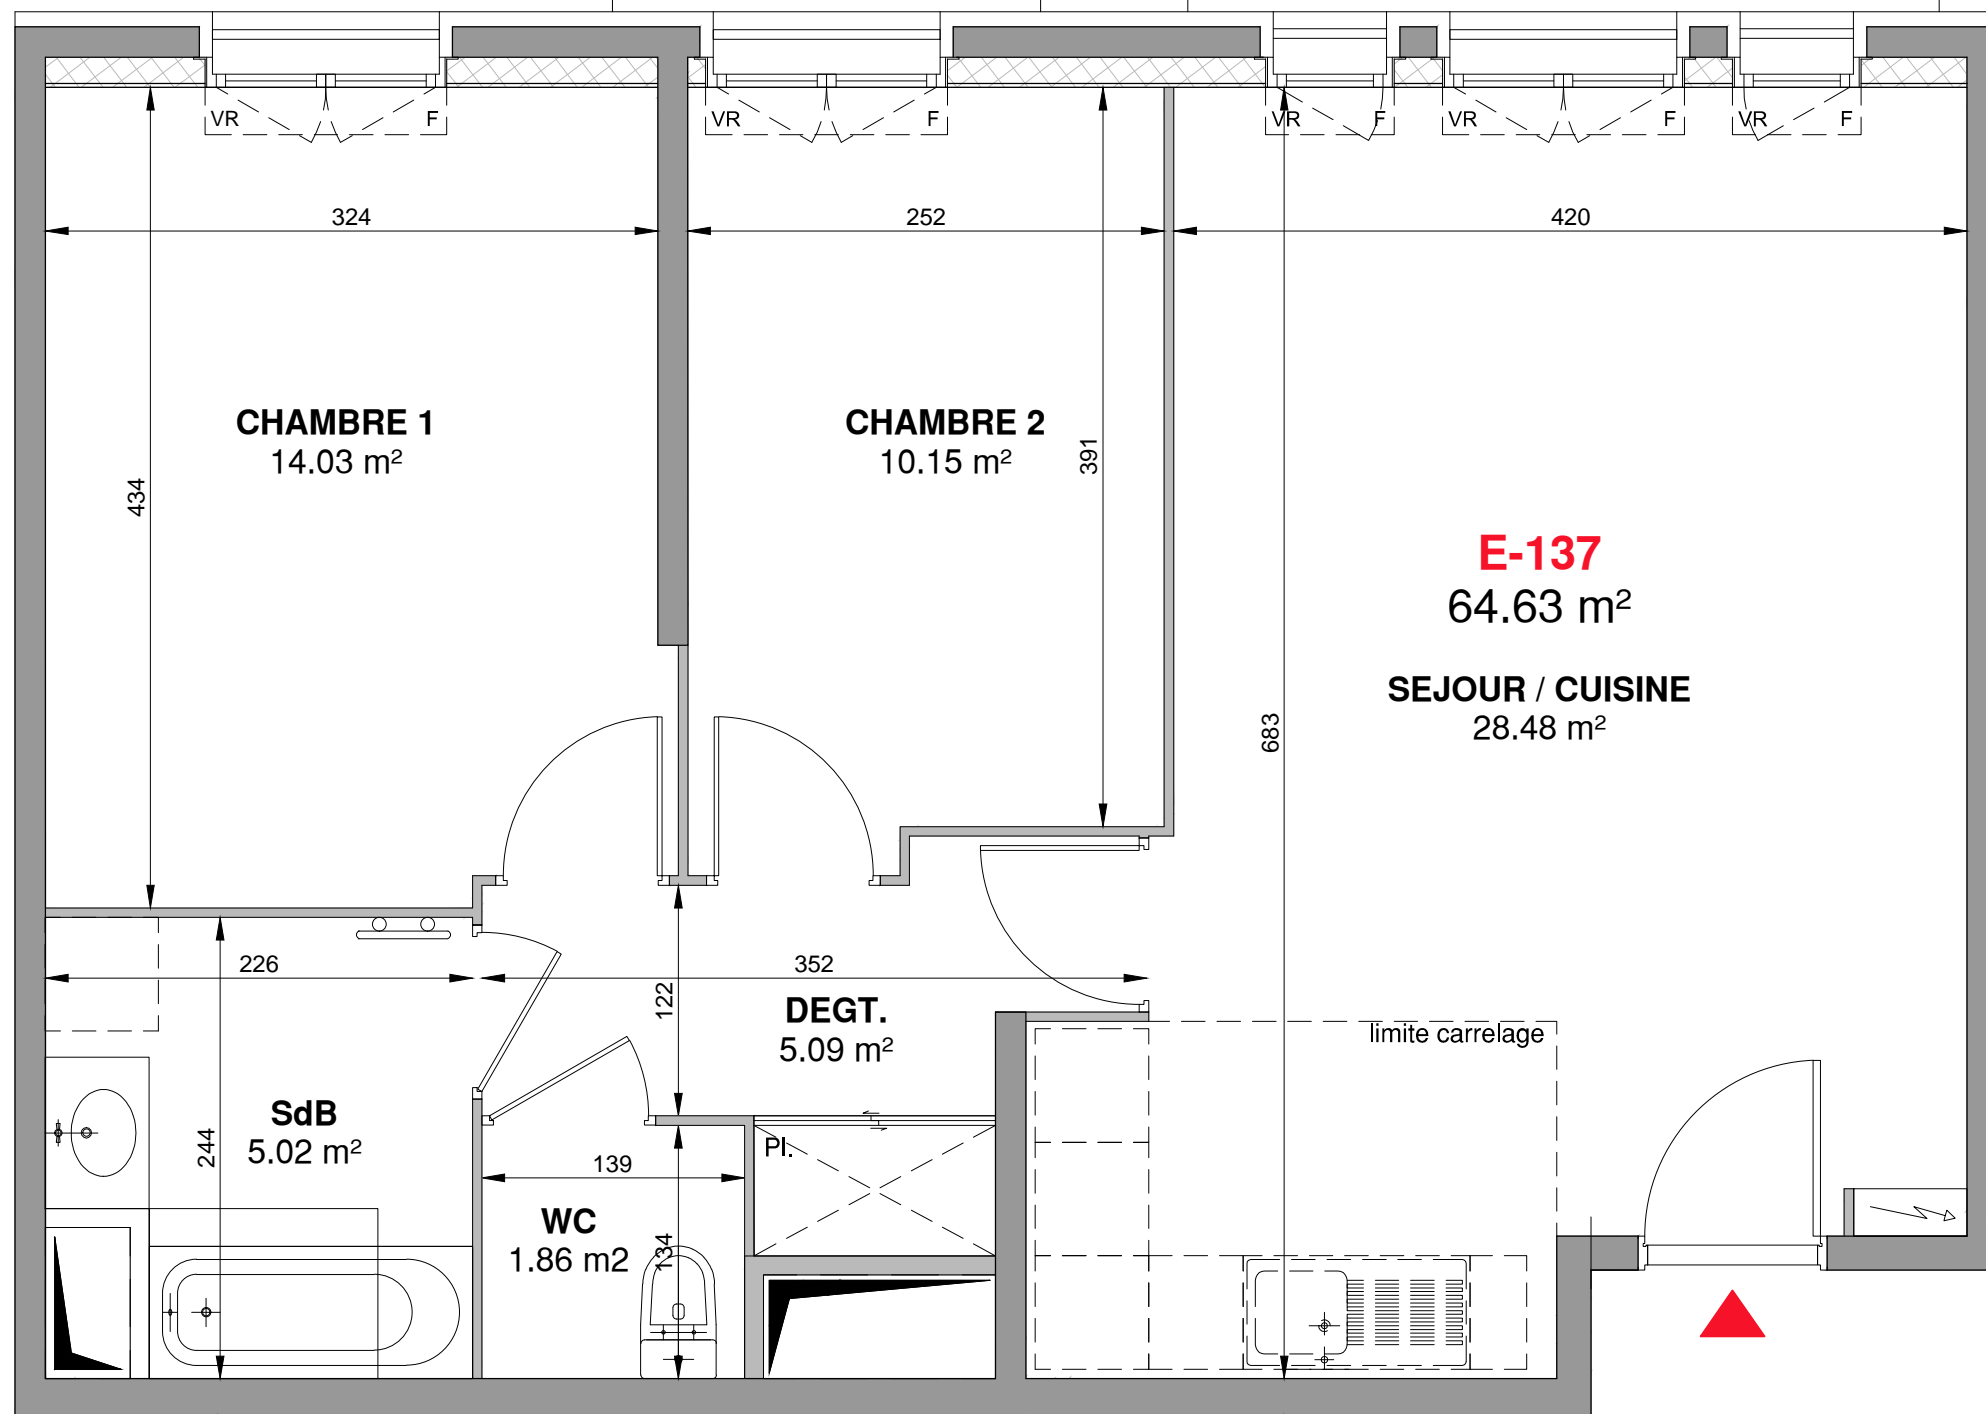 VR F VR F VR F VR F VR F
324 252 420
CHAMBRE 1
14.03 m²
434
CHAMBRE 2
10.15 m²
391
E-137
64.63 m²
SEJOUR / CUISINE
28.48 m²
683
226
352
122
DEGT.
5.09 m²
limite carrelage
SdB
5.02 m²
244
Pl.
139
WC
1.86 m2
134